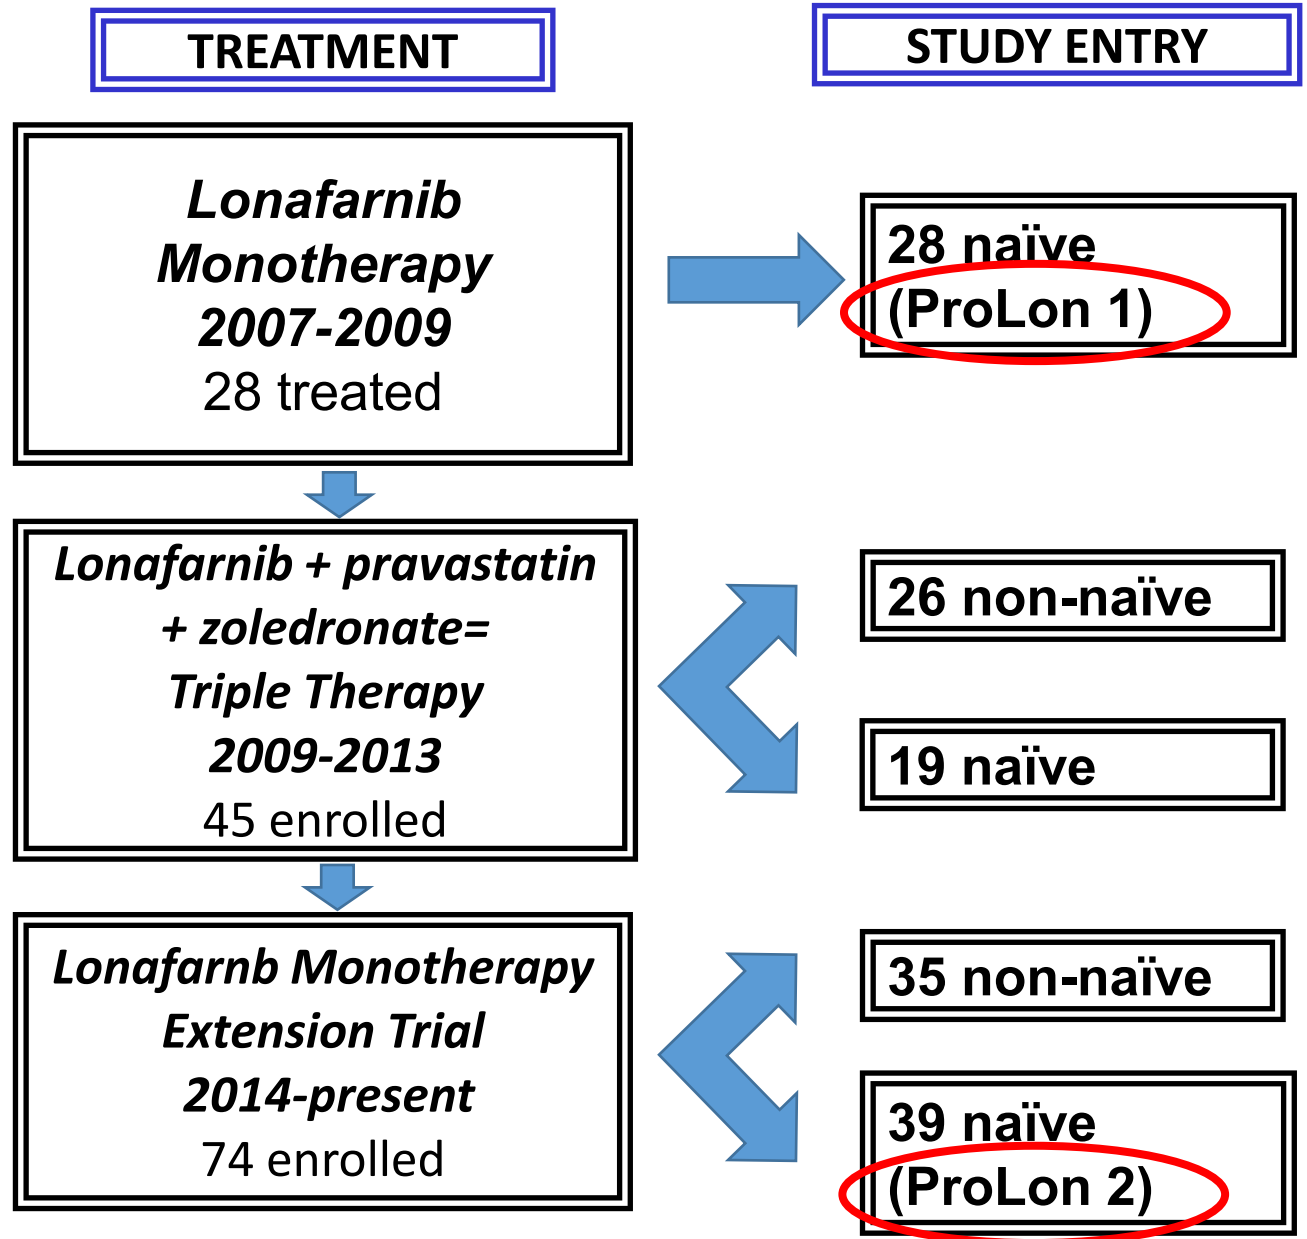 TREATMENT
STUDY ENTRY
Lonafarnib
Monotherapy
2007-2009
28 treated
28 naïve
(ProLon 1)
Lonafarnib + pravastatin
+ zoledronate=
Triple Therapy
2009-2013
45 enrolled
26 non-naïve
19 naïve
Lonafarnb Monotherapy
Extension Trial
2014-present
74 enrolled
35 non-naïve
39 naïve
(ProLon 2)